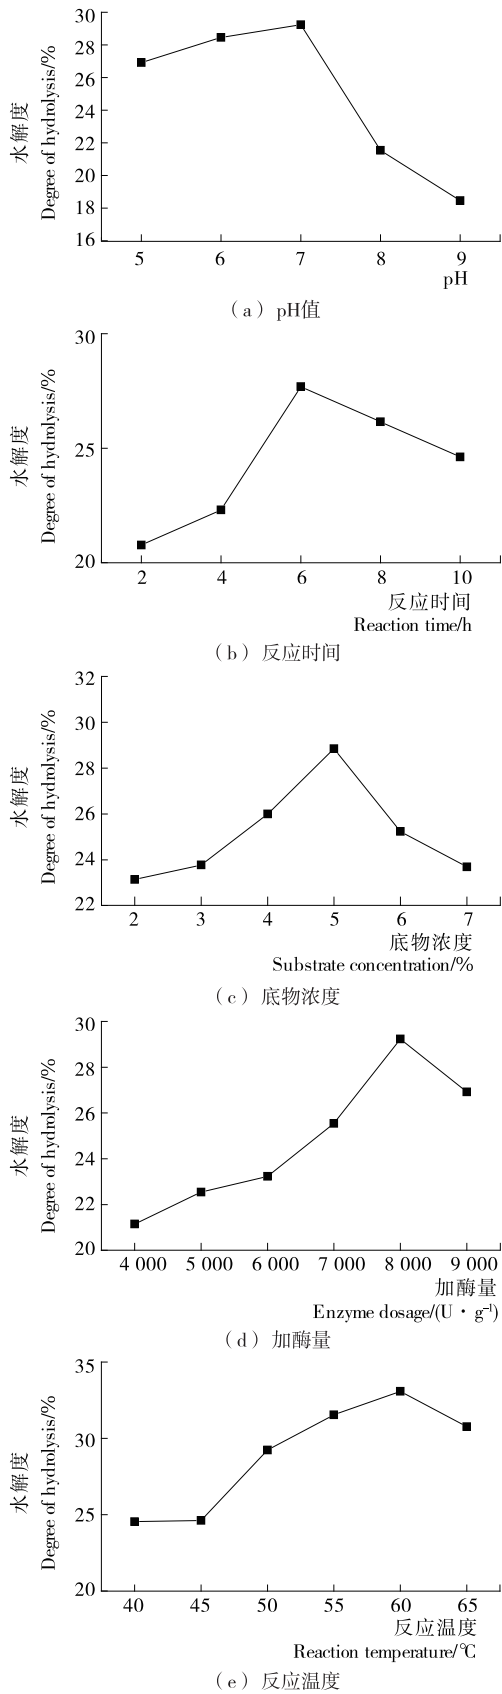 30
28
26
24
22
20
18
16
水解度
Degree of hydrolysis/%
5 6 7 8 9
pH
（a）pH值
30
25
20
水解度
Degree of hydrolysis/%
2 4 6 8 10
反应时间
Reaction time/h
（b）反应时间
32
30
28
26
24
22
水解度
Degree of hydrolysis/%
2 3 4 5 6 7
底物浓度
Substrate concentration/%
（c）底物浓度
30
28
26
24
22
20
水解度
Degree of hydrolysis/%
4 000 5 000 6 000 7 000 8 000 9 000
加酶量
Enzyme dosage/(U·g⁻¹)
（d）加酶量
35
30
25
20
水解度
Degree of hydrolysis/%
40 45 50 55 60 65
反应温度
Reaction temperature/℃
（e）反应温度